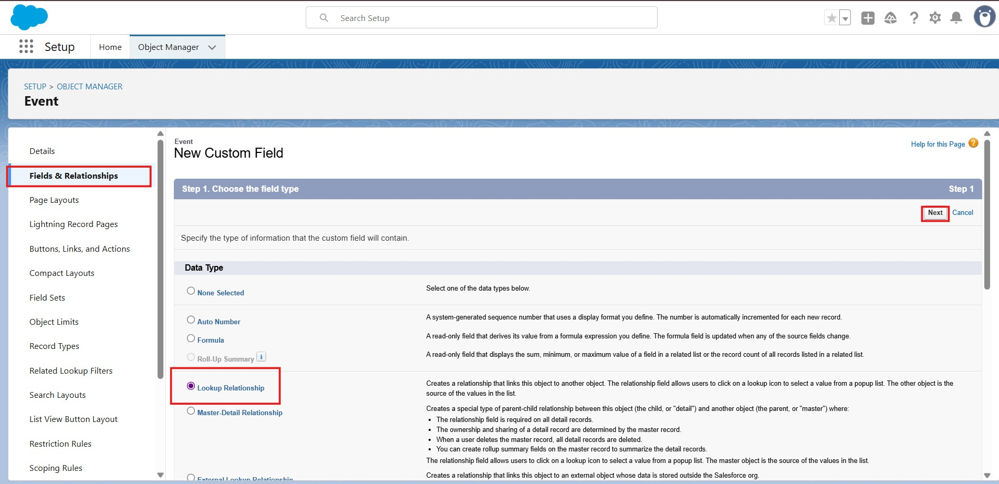 Search Setup
Setup
Home
Object Manager
SETUP > OBJECT MANAGER
Event
Details
Fields & Relationships
Page Layouts
Lightning Record Pages
Buttons, Links, and Actions
Compact Layouts
Field Sets
Object Limits
Record Types
Related Lookup Filters
Search Layouts
List View Button Layout
Restriction Rules
Scoping Rules
Event
New Custom Field
Help for this Page ?
Step 1. Choose the field type
Step 1
Next
Cancel
Specify the type of information that the custom field will contain.
Data Type
None Selected
Select one of the data types below.
Auto Number
A system-generated sequence number that uses a display format you define. The number is automatically incremented for each new record.
Formula
A read-only field that derives its value from a formula expression you define. The formula field is updated when any of the source fields change.
Roll-Up Summary i
A read-only field that displays the sum, minimum, or maximum value of a field in a related list or the record count of all records listed in a related list.
Lookup Relationship
Creates a relationship that links this object to another object. The relationship field allows users to click on a lookup icon to select a value from a popup list. The other object is the
source of the values in the list.
Master-Detail Relationship
Creates a special type of parent-child relationship between this object (the child, or "detail") and another object (the parent, or "master") where:
• The relationship field is required on all detail records.
• The ownership and sharing of a detail record are determined by the master record.
• When a user deletes the master record, all detail records are deleted.
• You can create rollup summary fields on the master record to summarize the detail records.
The relationship field allows users to click on a lookup icon to select a value from a popup list. The master object is the source of the values in the list.
External Lookup Relationship
Creates a relationship that links this object to an external object whose data is stored outside the Salesforce org.